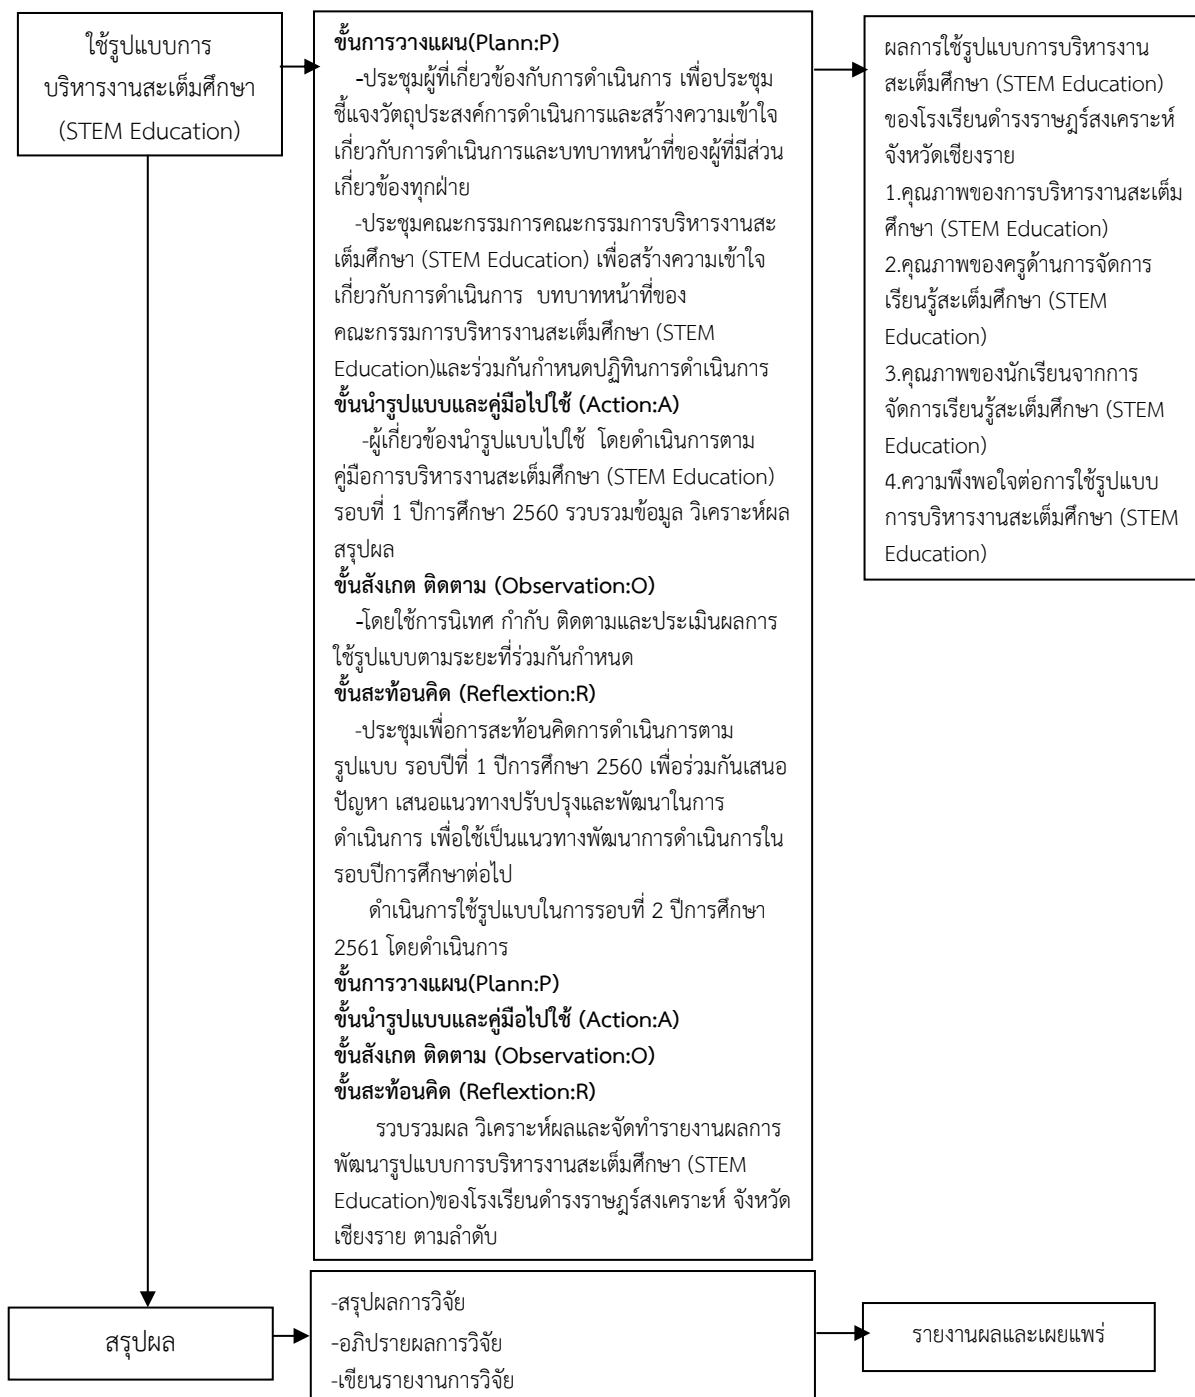 ใช้รูปแบบการ
บริหารงานสะเต็มศึกษา
(STEM Education)
ขั้นการวางแผน(Plann:P)
-ประชุมผู้ที่เกี่ยวข้องกับการดำเนินการ เพื่อประชุม
ชี้แจงวัตถุประสงค์การดำเนินการและสร้างความเข้าใจ
เกี่ยวกับการดำเนินการและบทบาทหน้าที่ของผู้ที่มีส่วน
เกี่ยวข้องทุกฝ่าย
-ประชุมคณะกรรมการคณะกรรมการบริหารงานสะ
เต็มศึกษา (STEM Education) เพื่อสร้างความเข้าใจ
เกี่ยวกับการดำเนินการ บทบาทหน้าที่ของ
คณะกรรมการบริหารงานสะเต็มศึกษา (STEM
Education)และร่วมกันกำหนดปฏิทินการดำเนินการ
ขั้นนำรูปแบบและคู่มือไปใช้ (Action:A)
-ผู้เกี่ยวข้องนำรูปแบบไปใช้ โดยดำเนินการตาม
คู่มือการบริหารงานสะเต็มศึกษา (STEM Education)
รอบที่ 1 ปีการศึกษา 2560 รวบรวมข้อมูล วิเคราะห์ผล
สรุปผล
ขั้นสังเกต ติดตาม (Observation:O)
-โดยใช้การนิเทศ กำกับ ติดตามและประเมินผลการ
ใช้รูปแบบตามระยะที่ร่วมกันกำหนด
ขั้นสะท้อนคิด (Reflextion:R)
-ประชุมเพื่อการสะท้อนคิดการดำเนินการตาม
รูปแบบ รอบปีที่ 1 ปีการศึกษา 2560 เพื่อร่วมกันเสนอ
ปัญหา เสนอแนวทางปรับปรุงและพัฒนาในการ
ดำเนินการ เพื่อใช้เป็นแนวทางพัฒนาการดำเนินการใน
รอบปีการศึกษาต่อไป
ดำเนินการใช้รูปแบบในการรอบที่ 2 ปีการศึกษา
2561 โดยดำเนินการ
ขั้นการวางแผน(Plann:P)
ขั้นนำรูปแบบและคู่มือไปใช้ (Action:A)
ขั้นสังเกต ติดตาม (Observation:O)
ขั้นสะท้อนคิด (Reflextion:R)
รวบรวมผล วิเคราะห์ผลและจัดทำรายงานผลการ
พัฒนารูปแบบการบริหารงานสะเต็มศึกษา (STEM
Education)ของโรงเรียนดำรงราษฎร์สงเคราะห์ จังหวัด
เชียงราย ตามลำดับ
ผลการใช้รูปแบบการบริหารงาน
สะเต็มศึกษา (STEM Education)
ของโรงเรียนดำรงราษฎร์สงเคราะห์
จังหวัดเชียงราย
1.คุณภาพของการบริหารงานสะเต็ม
ศึกษา (STEM Education)
2.คุณภาพของครูด้านการจัดการ
เรียนรู้สะเต็มศึกษา (STEM
Education)
3.คุณภาพของนักเรียนจากการ
จัดการเรียนรู้สะเต็มศึกษา (STEM
Education)
4.ความพึงพอใจต่อการใช้รูปแบบ
การบริหารงานสะเต็มศึกษา (STEM
Education)
สรุปผล
-สรุปผลการวิจัย
-อภิปรายผลการวิจัย
-เขียนรายงานการวิจัย
รายงานผลและเผยแพร่